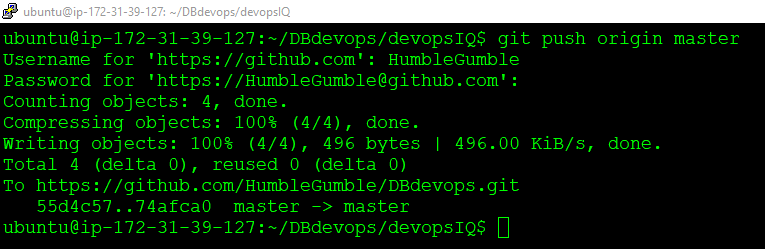 ubuntu@ip-172-31-39-127: ~/DBdevops/devopsIQ
ubuntu@ip-172-31-39-127:~/DBdevops/devopsIQ$ git push origin master
Username for 'https://github.com': HumbleGumble
Password for 'https://HumbleGumble@github.com':
Counting objects: 4, done.
Compressing objects: 100% (4/4), done.
Writing objects: 100% (4/4), 496 bytes | 496.00 KiB/s, done.
Total 4 (delta 0), reused 0 (delta 0)
To https://github.com/HumbleGumble/DBdevops.git
   55d4c57..74afca0  master -> master
ubuntu@ip-172-31-39-127:~/DBdevops/devopsIQ$